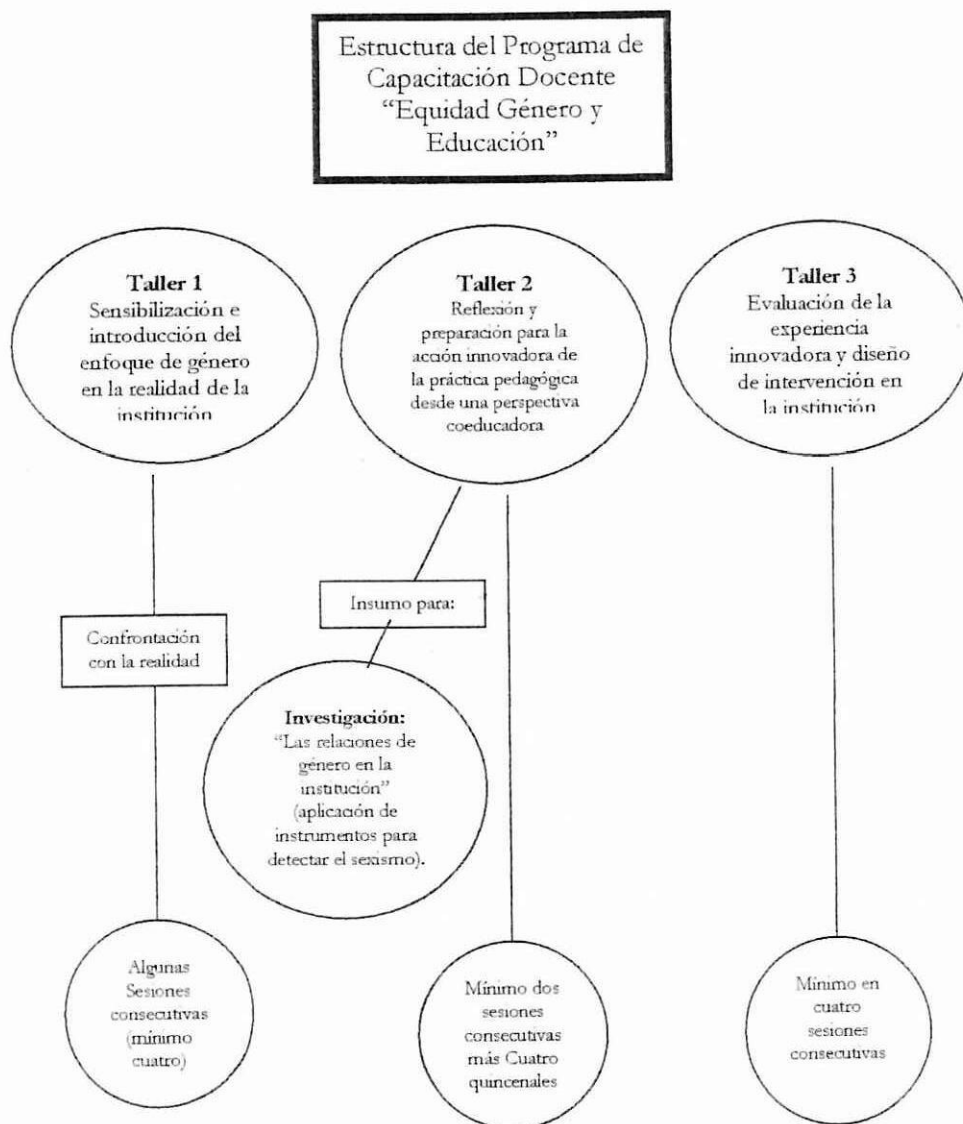 Estructura del Programa de
Capacitación Docente
“Equidad Género y
Educación”
Taller 1
Sensibilización e
introducción del
enfoque de género
en la realidad de la
institución
Taller 2
Reflexión y
preparación para la
acción innovadora de
la práctica pedagógica
desde una perspectiva
coeducadora
Taller 3
Evaluación de la
experiencia
innovadora y diseño
de intervención en
la institución
Insumo para:
Confrontación
con la realidad
Investigación:
“Las relaciones de
género en la
institución”
(aplicación de
instrumentos para
detectar el sexismo).
Algunas
Sesiones
consecutivas
(mínimo
cuatro)
Mínimo dos
sesiones
consecutivas
más Cuatro
quincenales
Mínimo en
cuatro
sesiones
consecutivas